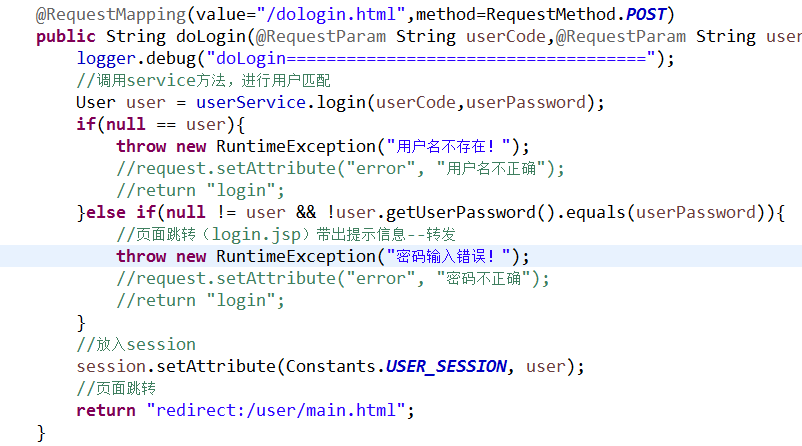 @RequestMapping(value="/dologin.html",method=RequestMethod.POST)
public String doLogin(@RequestParam String userCode,@RequestParam String user
logger.debug("doLogin====================================");
//调用service方法，进行用户匹配
User user = userService.login(userCode,userPassword);
if(null == user){
throw new RuntimeException("用户名不存在！");
//request.setAttribute("error", "用户名不正确");
//return "login";
}else if(null != user && !user.getUserPassword().equals(userPassword)){
//页面跳转（login.jsp）带出提示信息--转发
throw new RuntimeException("密码输入错误！");
//request.setAttribute("error", "密码不正确");
//return "login";
}
//放入session
session.setAttribute(Constants.USER_SESSION, user);
//页面跳转
return "redirect:/user/main.html";
}